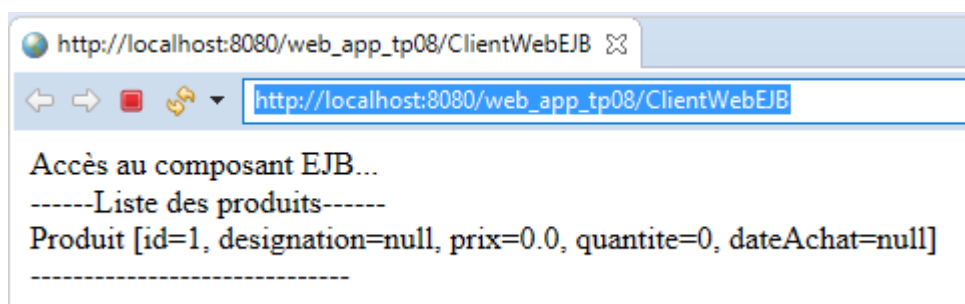 http://localhost:8080/web_app_tp08/ClientWebEJB
http://localhost:8080/web_app_tp08/ClientWebEJB
Accès au composant EJB...
------Liste des produits------
Produit [id=1, designation=null, prix=0.0, quantite=0, dateAchat=null]
-----------------------------